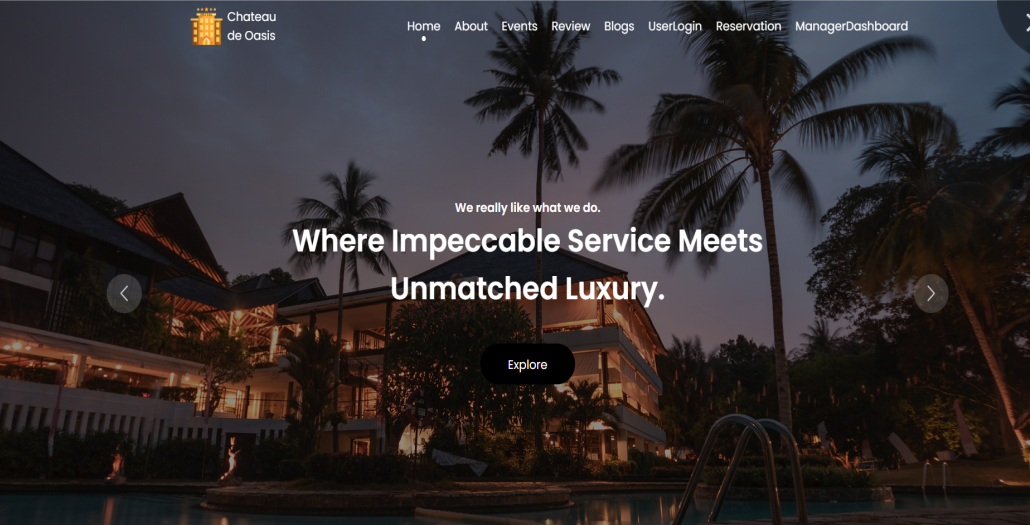 Chateau
de Oasis
Home About Events Review Blogs UserLogin Reservation ManagerDashboard
We really like what we do.
Where Impeccable Service Meets
Unmatched Luxury.
Explore